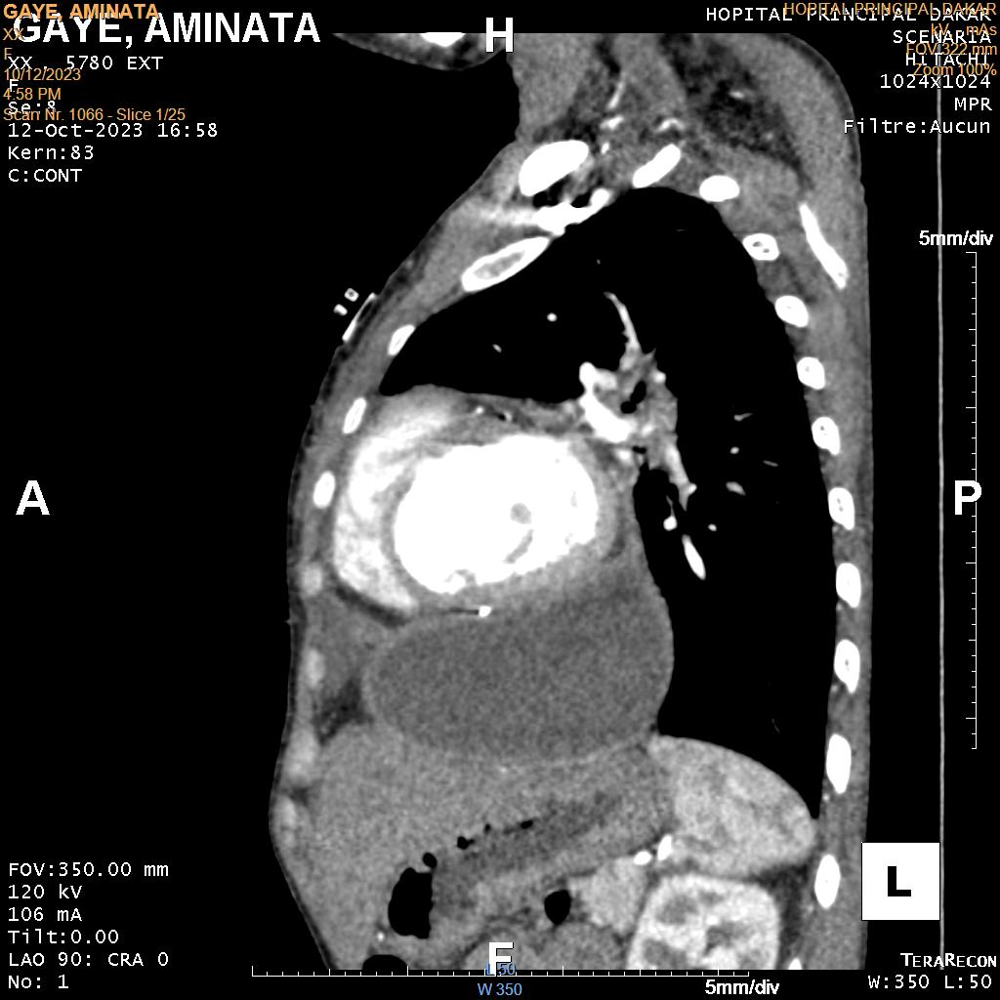 GAYE, AMINATA
GAYE, AMINATA
XX
XX , 5780 EXT
F
F
10/12/2023
4:58 PM
Se:8
Scan Nr. 1066 - Slice 1/25
12-Oct-2023 16:58
Kern:83
C:CONT
H
HOPITAL PRINCIPAL DAKAR
HOPITAL PRINCIPAL DAKAR
kV, mAs
SCENARIA
FOV 322 mm
HITACHI
Zoom 100%
1024x1024
MPR
Filtre:Aucun
5mm/div
A
P
L
FOV:350.00 mm
120 kV
106 mA
Tilt:0.00
LAO 90: CRA 0
No: 1
F
L 50
W 350
5mm/div
TERARECON
W:350 L:50